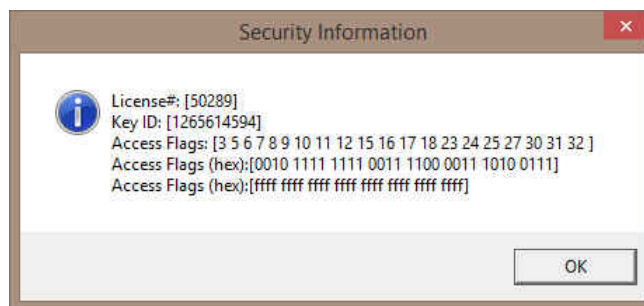 Security Information
License#: [50289]
Key ID: [1265614594]
Access Flags: [3 5 6 7 8 9 10 11 12 15 16 17 18 23 24 25 27 30 31 32 ]
Access Flags (hex):[0010 1111 1111 0011 1100 0011 1010 0111]
Access Flags (hex):[ffff ffff ffff ffff ffff ffff ffff ffff]
OK